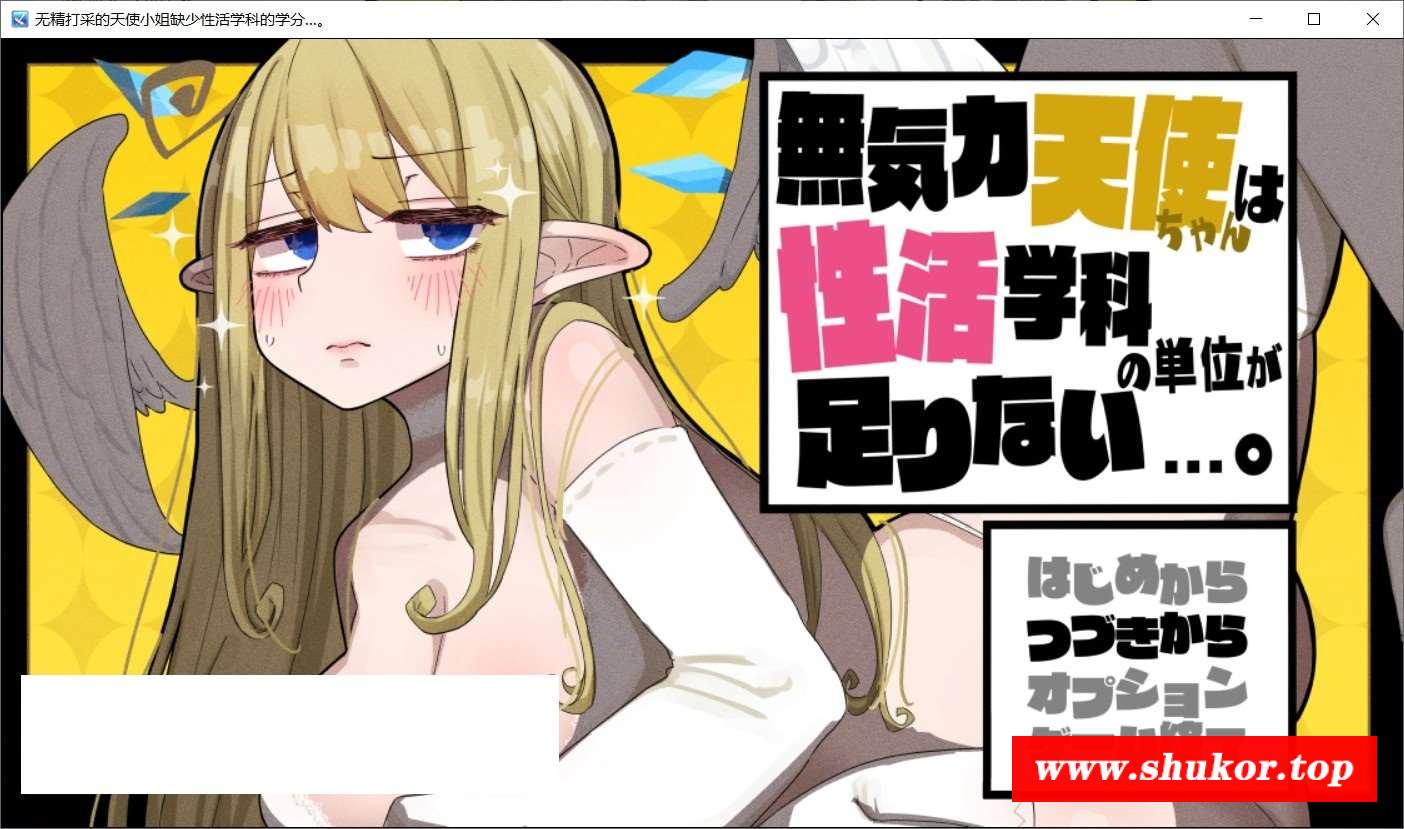 无精打采的天使小姐缺少性活学科的学分...。
無気力天使ちゃんは
性活学科の単位が
足りない…。
はじめから
つづきから
オプション
www.shukor.top